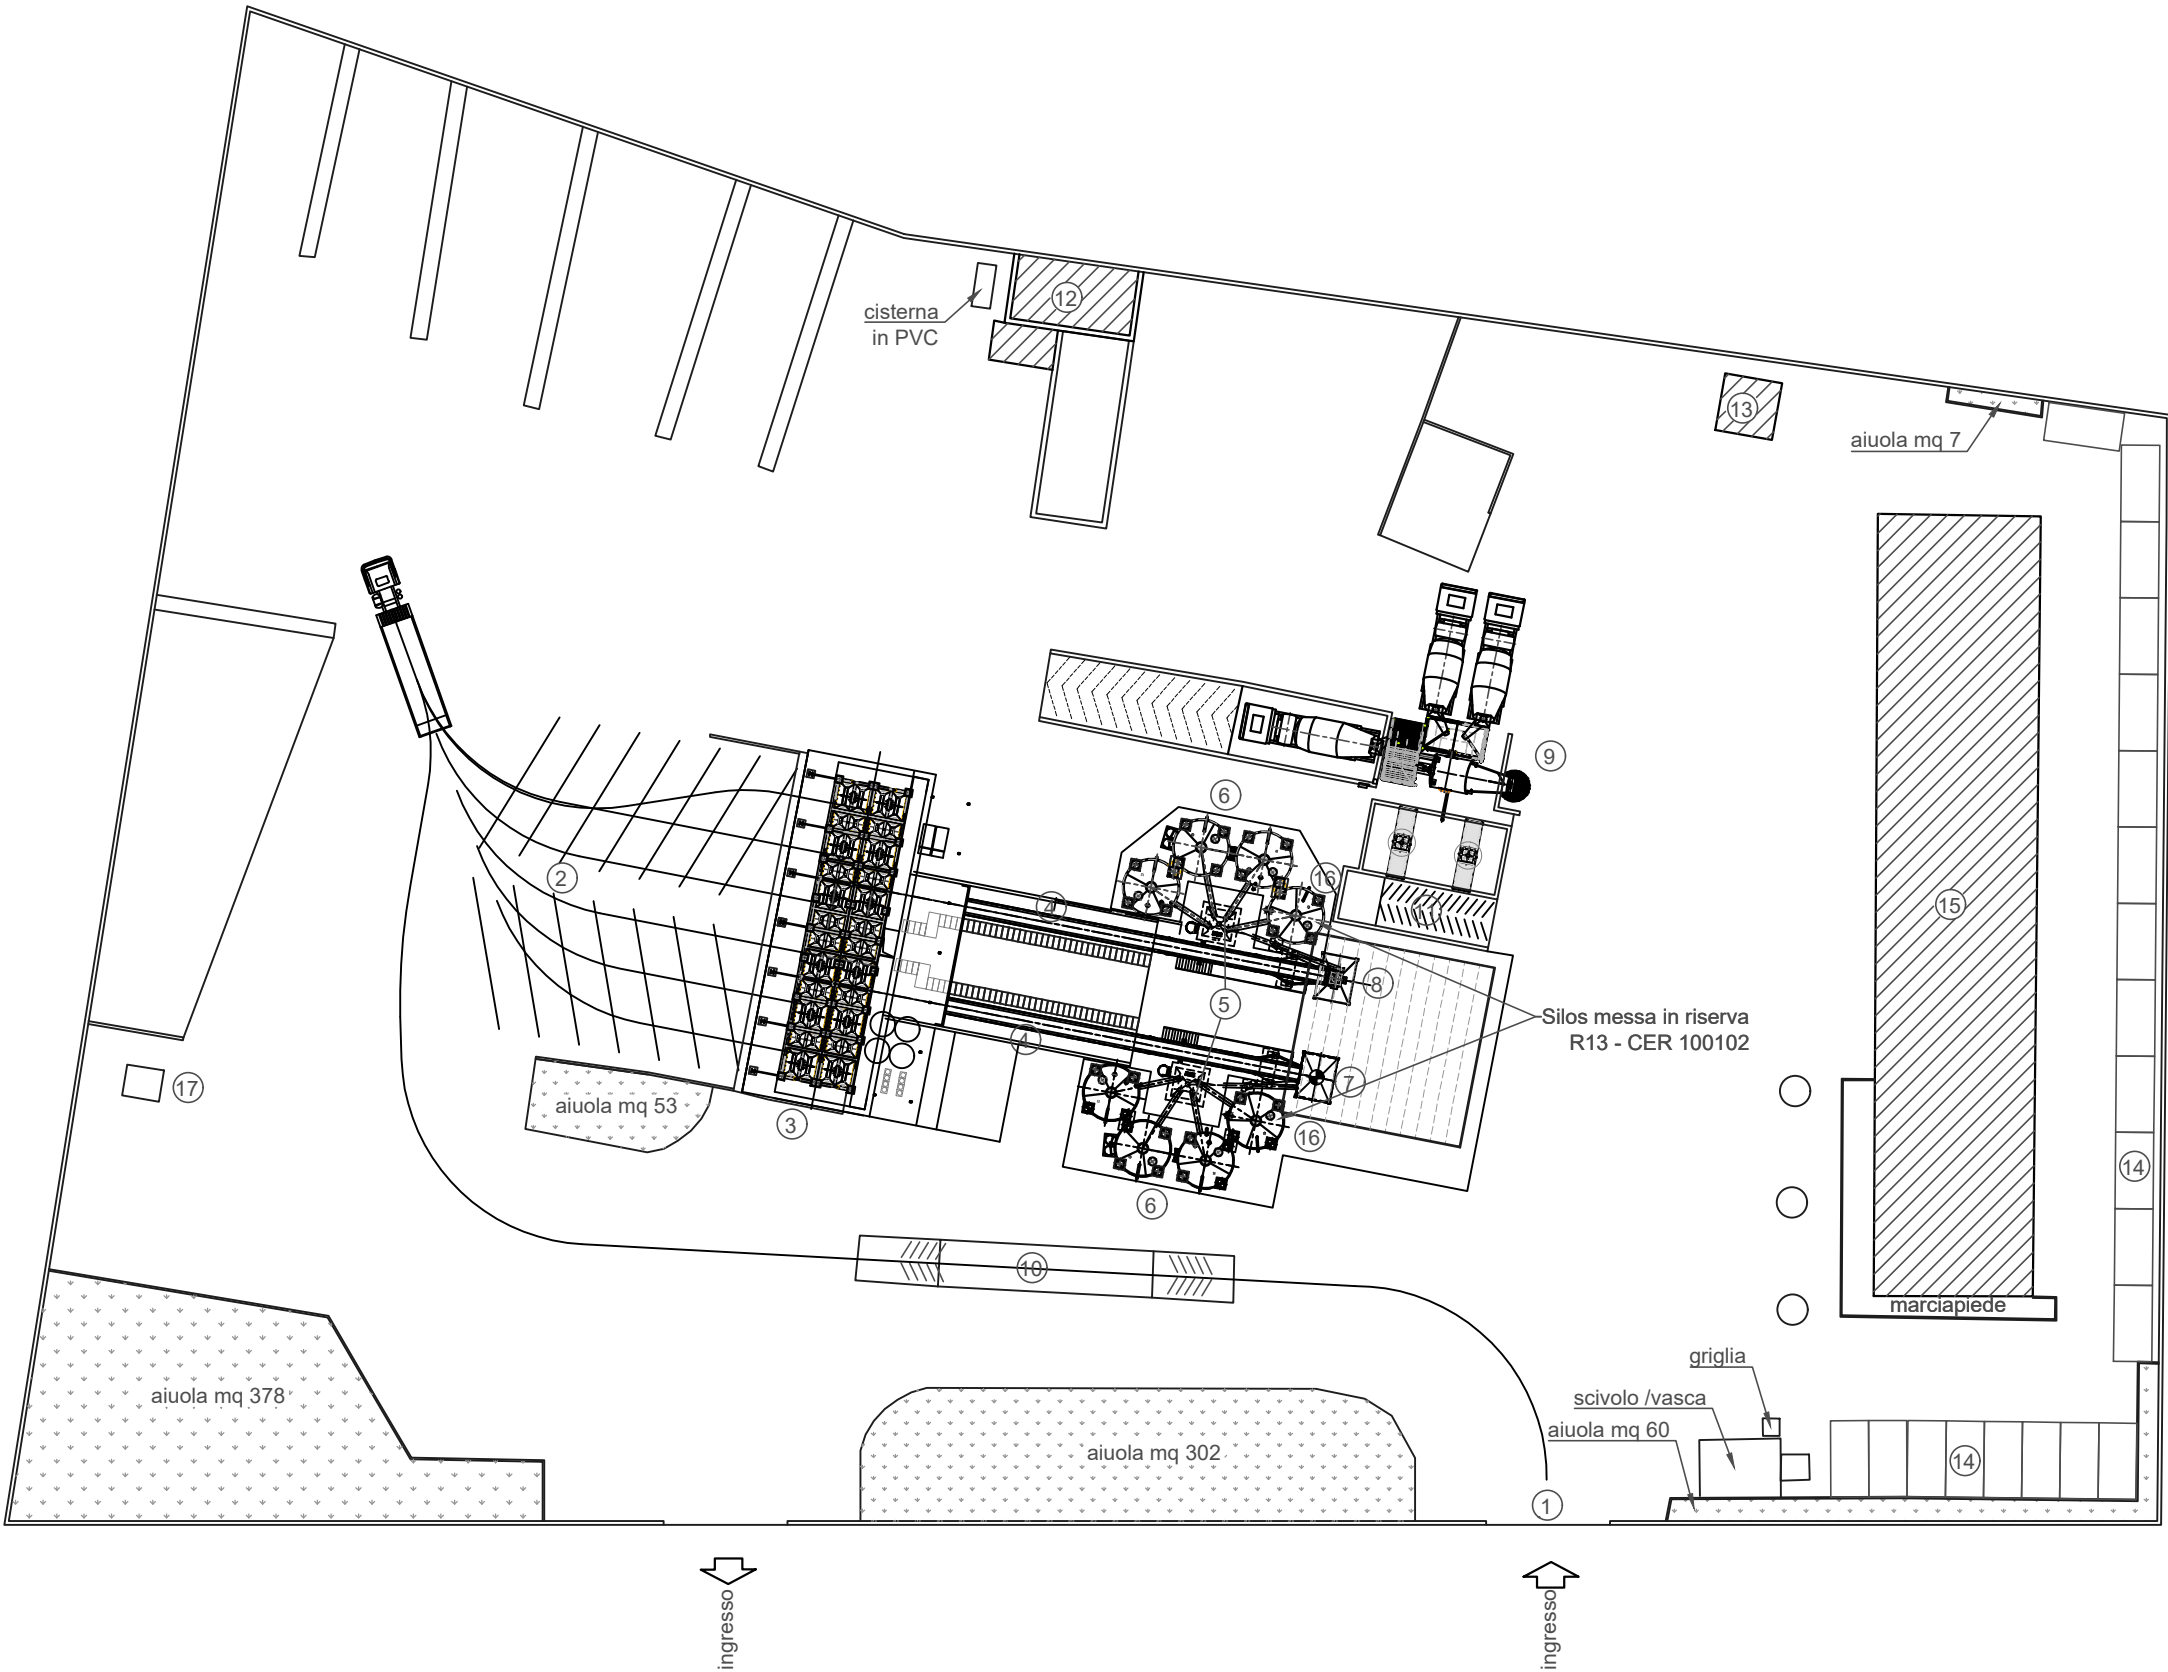 12
cisterna
in PVC
13
aiuola mq 7
9
6
2
16
15
4
11
8
5
Silos messa in riserva
R13 - CER 100102
4
7
17
aiuola mq 53
3
16
14
6
10
marciapiede
griglia
aiuola mq 378
scivolo /vasca
aiuola mq 60
aiuola mq 302
14
1
ingresso
ingresso